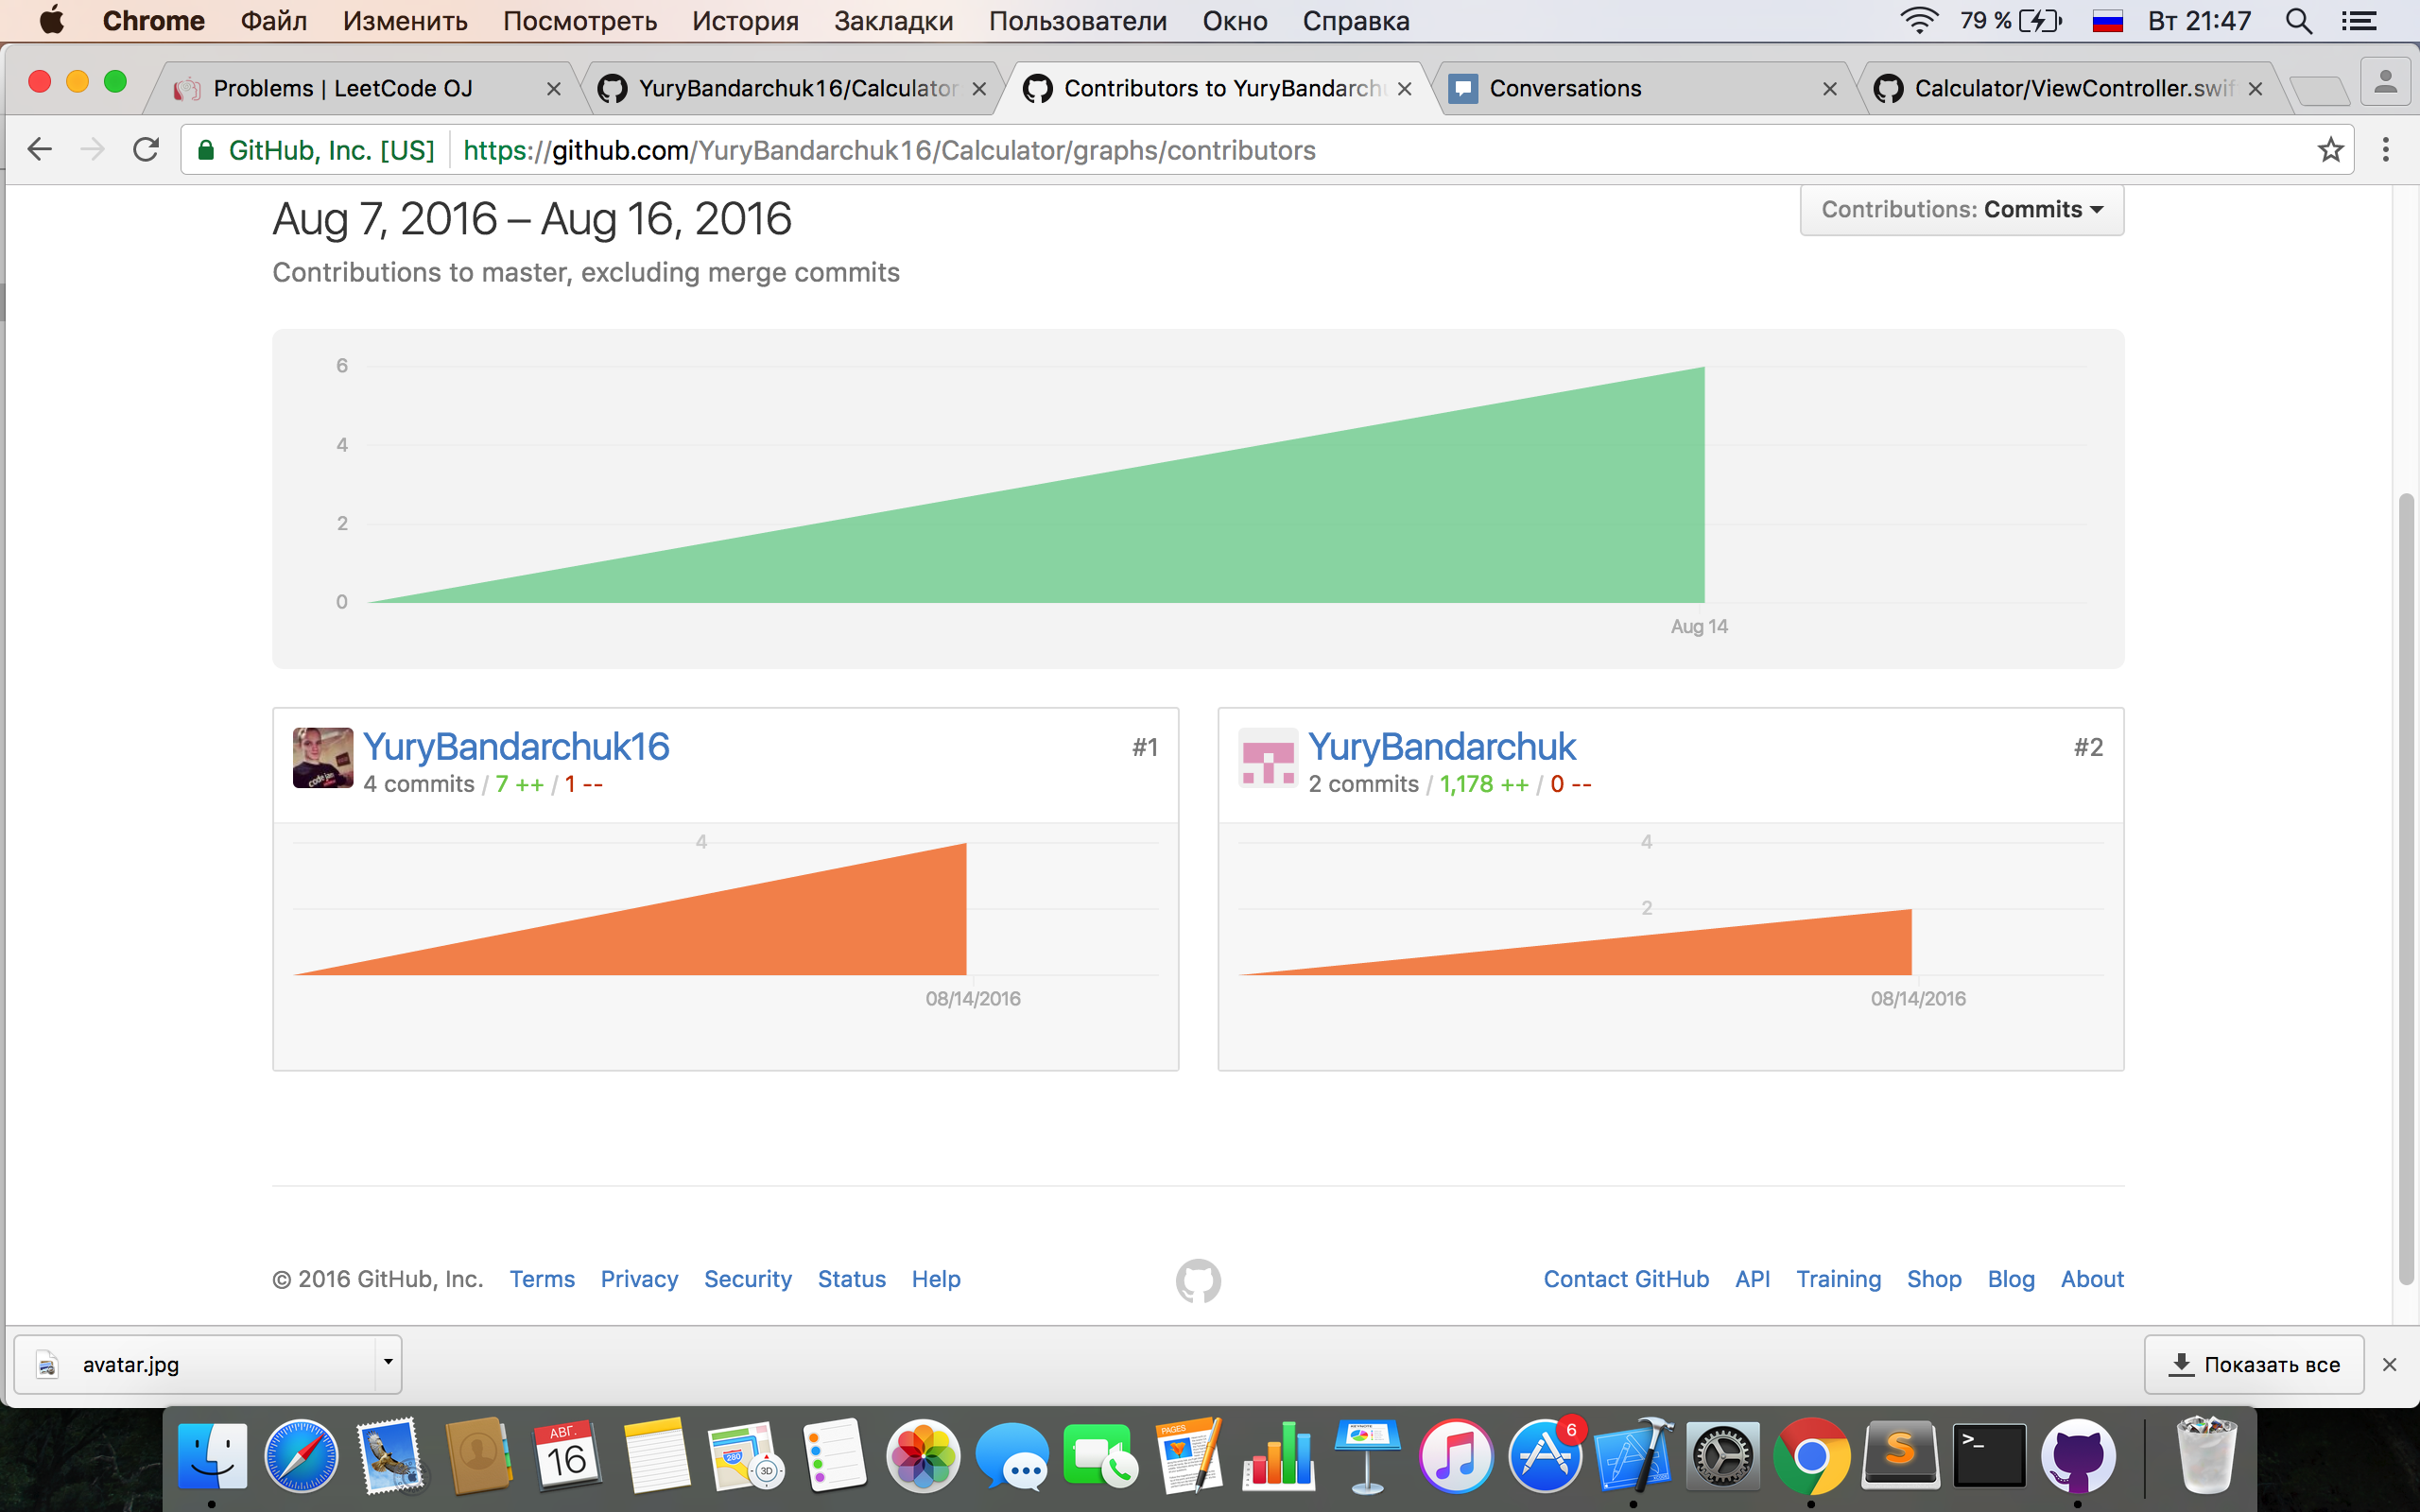 Chrome Файл Изменить Посмотреть История Закладки Пользователи Окно Справка 79 % Вт 21:47
Problems | LeetCode OJ YuryBandarchuk16/Calculator Contributors to YuryBandarchu Conversations Calculator/ViewController.swif
GitHub, Inc. [US] https://github.com/YuryBandarchuk16/Calculator/graphs/contributors
Aug 7, 2016 – Aug 16, 2016
Contributions: Commits
Contributions to master, excluding merge commits
6
4
2
0
Aug 14
YuryBandarchuk16 #1
4 commits / 7 ++ / 1 --
4
08/14/2016
YuryBandarchuk #2
2 commits / 1,178 ++ / 0 --
4
2
08/14/2016
© 2016 GitHub, Inc. Terms Privacy Security Status Help
Contact GitHub API Training Shop Blog About
avatar.jpg
Показать все
АВГ.
16
280
3D
PAGES
6
S
>_